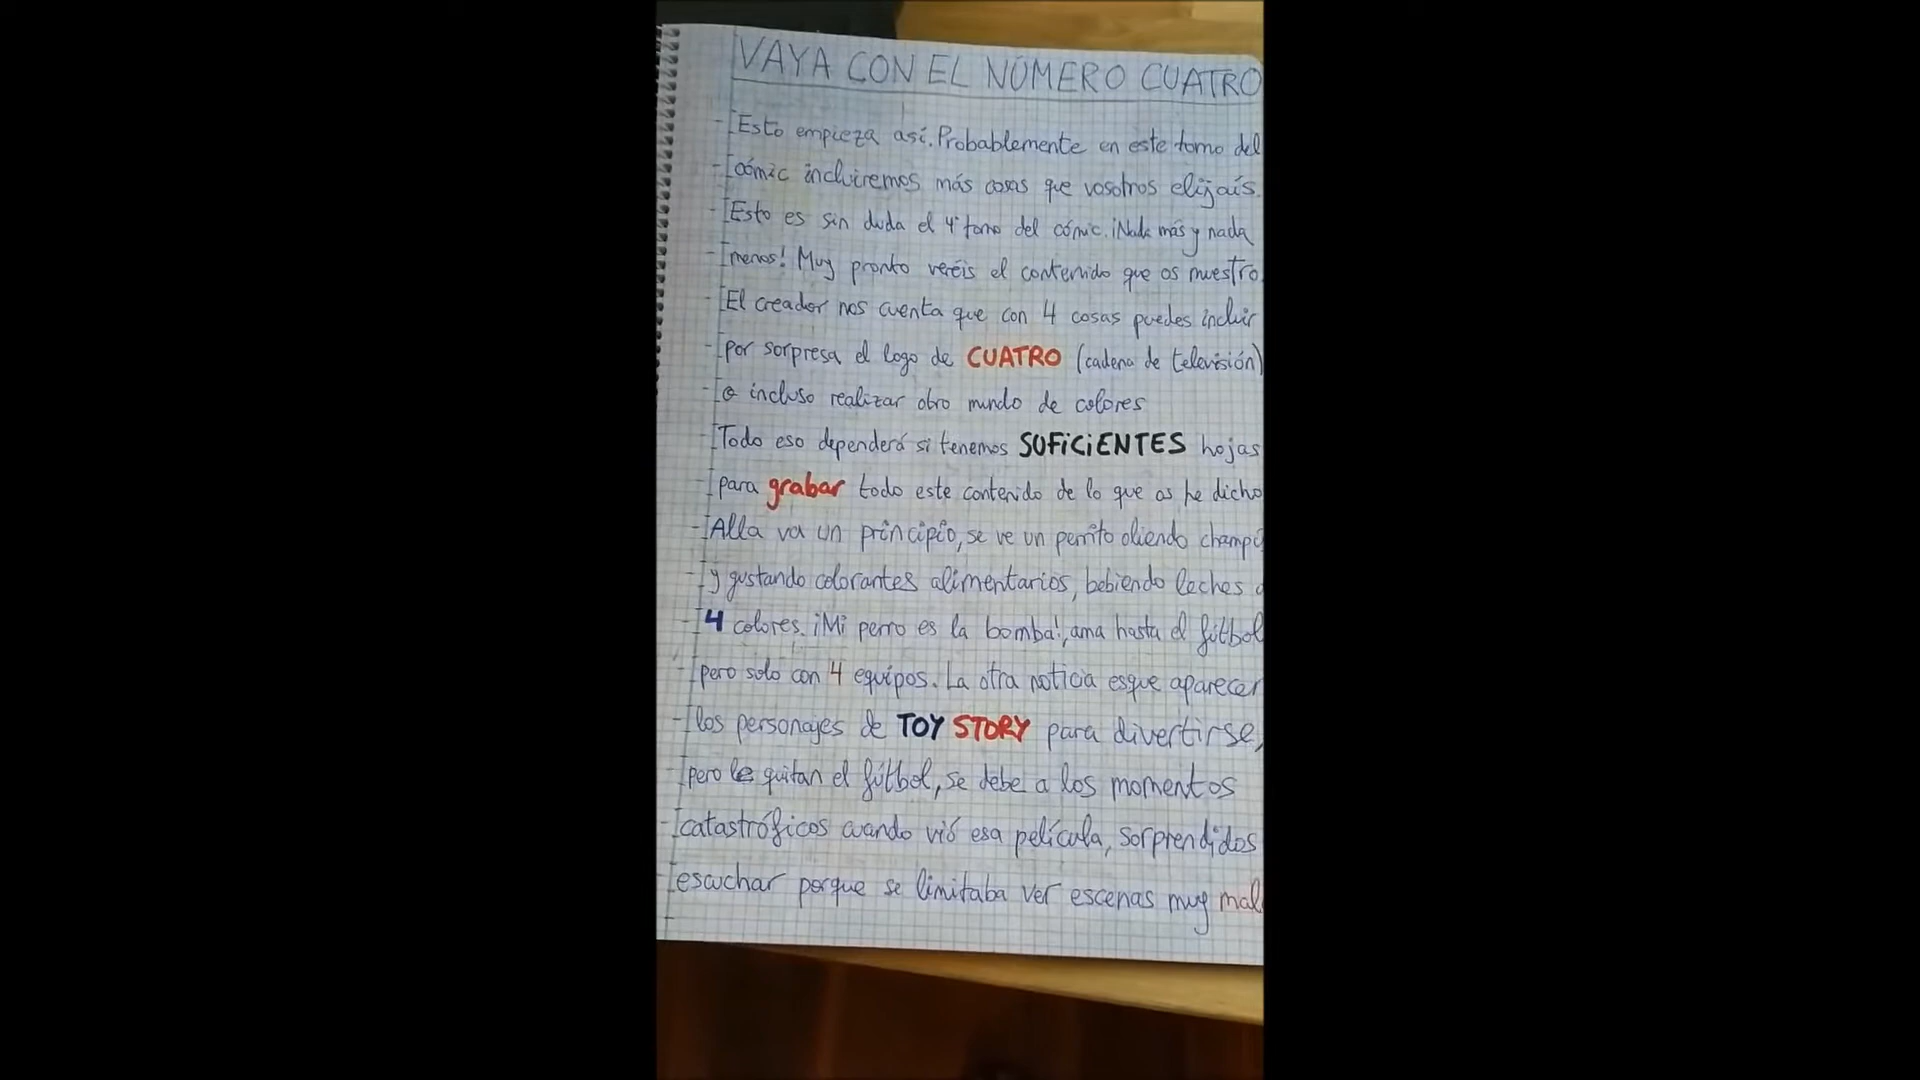 VAYA CON EL NÚMERO CUATRO
Esto empieza así. Probablemente en este tomo del
cómic incluiremos más cosas que vosotros elijaís.
Esto es sin duda el 4º tomo del cómic. ¡Nada más y nada
menos! Muy pronto veréis el contenido que os muestro.
El creador nos cuenta que con 4 cosas puedes incluir
por sorpresa el logo de CUATRO (cadena de televisión)
o incluso realizar otro mundo de colores
Todo eso dependerá si tenemos SUFICIENTES hojas
para grabar todo este contenido de lo que os he dicho
Alla va un principio, se ve un perrito oliendo champú
y gustando colorantes alimentarios, bebiendo leches
4 colores. ¡Mi perro es la bomba!, ama hasta el fútbol
pero solo con 4 equipos. La otra noticia esque aparecer
los personajes de TOY STORY para divertirse,
pero le quitan el fútbol, se debe a los momentos
catastróficos cuando vió esa película, sorprendidos
escuchar porque se limitaba ver escenas muy mal